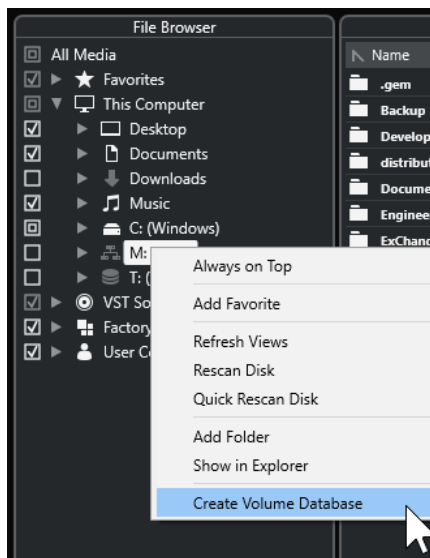 File Browser
All Media
Favorites
This Computer
Desktop
Documents
Downloads
Music
C: (Windows)
M:
T: (
VST So
Factory
User Co
Name
.gem
Backup
Develop
distribut
Docume
Enginee
ExChang
Always on Top
Add Favorite
Refresh Views
Rescan Disk
Quick Rescan Disk
Add Folder
Show in Explorer
Create Volume Database